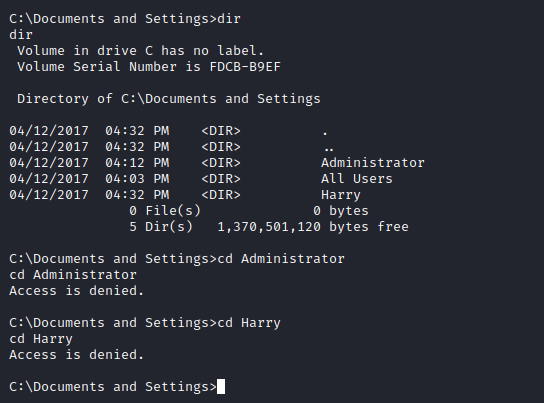 C:\Documents and Settings>dir
dir
 Volume in drive C has no label.
 Volume Serial Number is FDCB-B9EF

 Directory of C:\Documents and Settings

04/12/2017  04:32 PM    <DIR>          .
04/12/2017  04:32 PM    <DIR>          ..
04/12/2017  04:12 PM    <DIR>          Administrator
04/12/2017  04:03 PM    <DIR>          All Users
04/12/2017  04:32 PM    <DIR>          Harry
               0 File(s)              0 bytes
               5 Dir(s)   1,370,501,120 bytes free

C:\Documents and Settings>cd Administrator
cd Administrator
Access is denied.

C:\Documents and Settings>cd Harry
cd Harry
Access is denied.

C:\Documents and Settings>